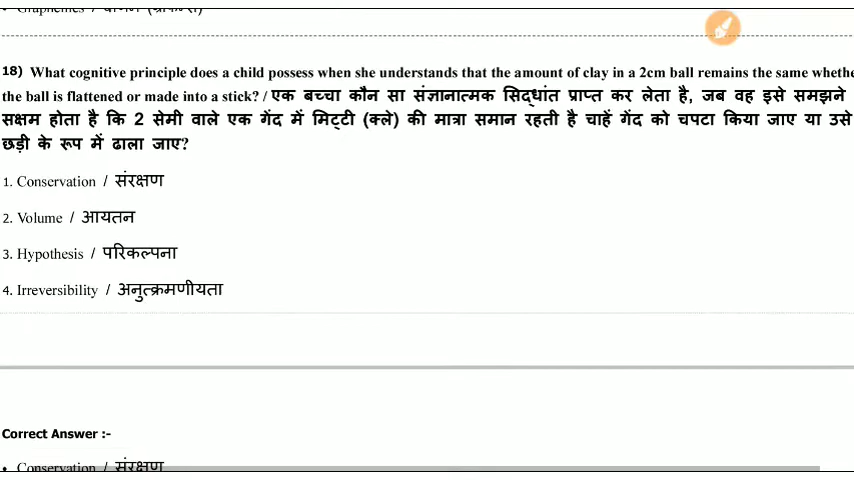 18) What cognitive principle does a child possess when she understands that the amount of clay in a 2cm ball remains the same whethe
the ball is flattened or made into a stick? / एक बच्चा कौन सा संज्ञानात्मक सिद्धांत प्राप्त कर लेता है, जब वह इसे समझने
सक्षम होता है कि 2 सेमी वाले एक गेंद में मिट्टी (क्ले) की मात्रा समान रहती है चाहें गेंद को चपटा किया जाए या उसे
छड़ी के रूप में ढाला जाए?
1. Conservation / संरक्षण
2. Volume / आयतन
3. Hypothesis / परिकल्पना
4. Irreversibility / अनुत्क्रमणीयता
Correct Answer :-
• Conservation / संरक्षण